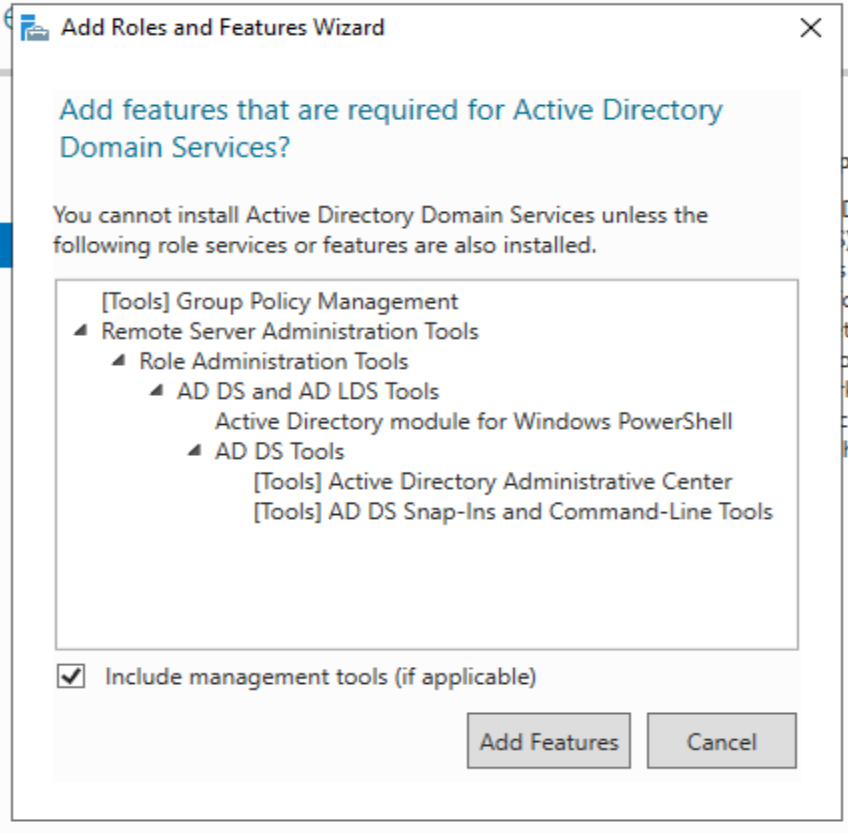 Add Roles and Features Wizard
Add features that are required for Active Directory
Domain Services?
You cannot install Active Directory Domain Services unless the
following role services or features are also installed.
[Tools] Group Policy Management
Remote Server Administration Tools
Role Administration Tools
AD DS and AD LDS Tools
Active Directory module for Windows PowerShell
AD DS Tools
[Tools] Active Directory Administrative Center
[Tools] AD DS Snap-Ins and Command-Line Tools
Include management tools (if applicable)
Add Features
Cancel